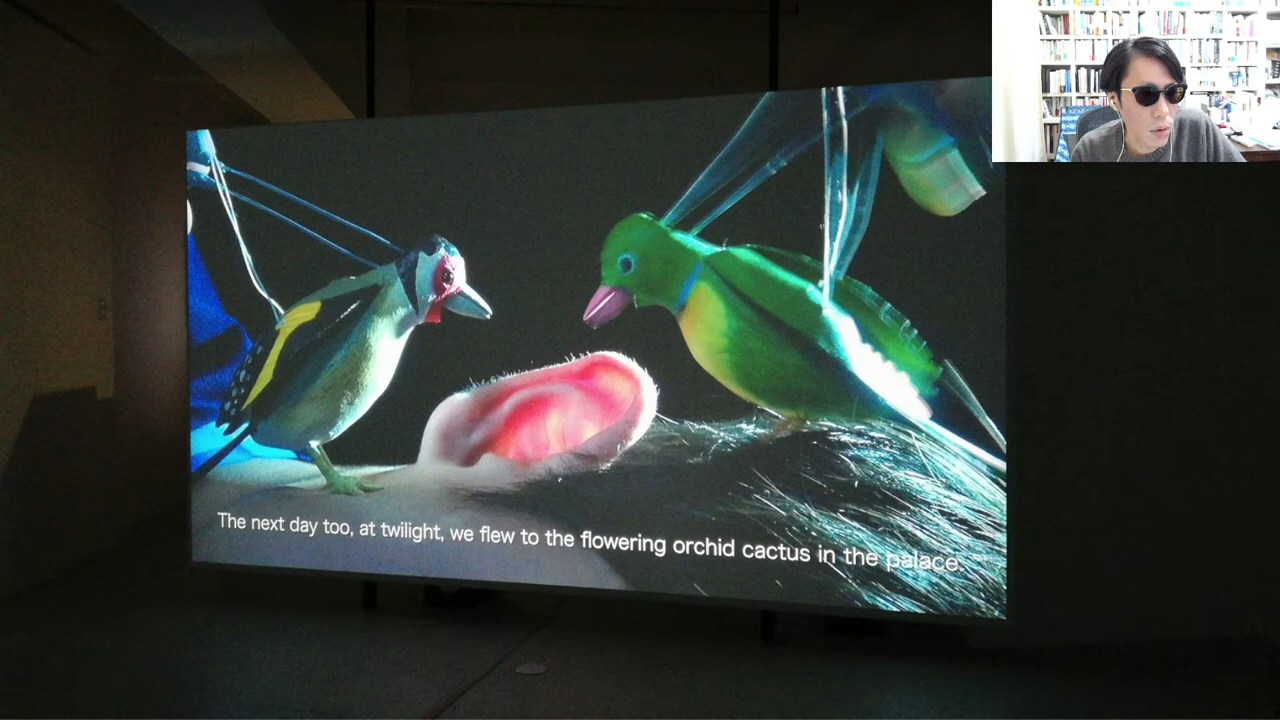 The next day too, at twilight, we flew to the flowering orchid cactus in the palace.